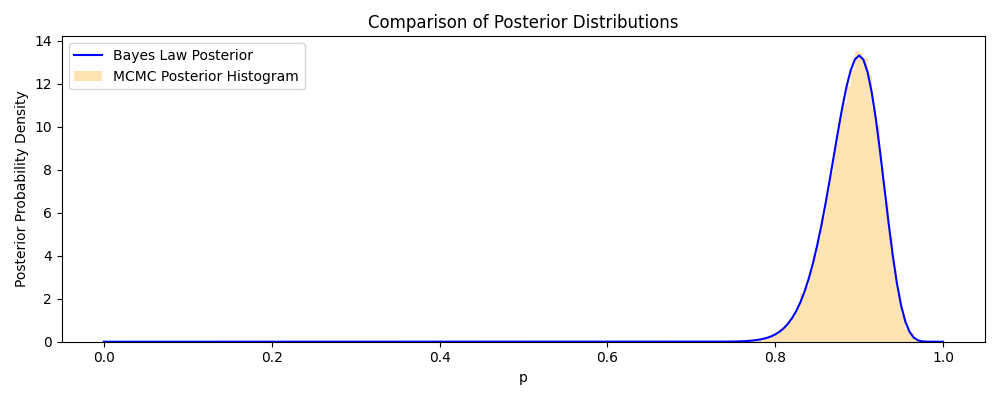 Comparison of Posterior Distributions
Bayes Law Posterior
MCMC Posterior Histogram
Posterior Probability Density
14
12
10
8
6
4
2
0
0.0 0.2 0.4 0.6 0.8 1.0
p